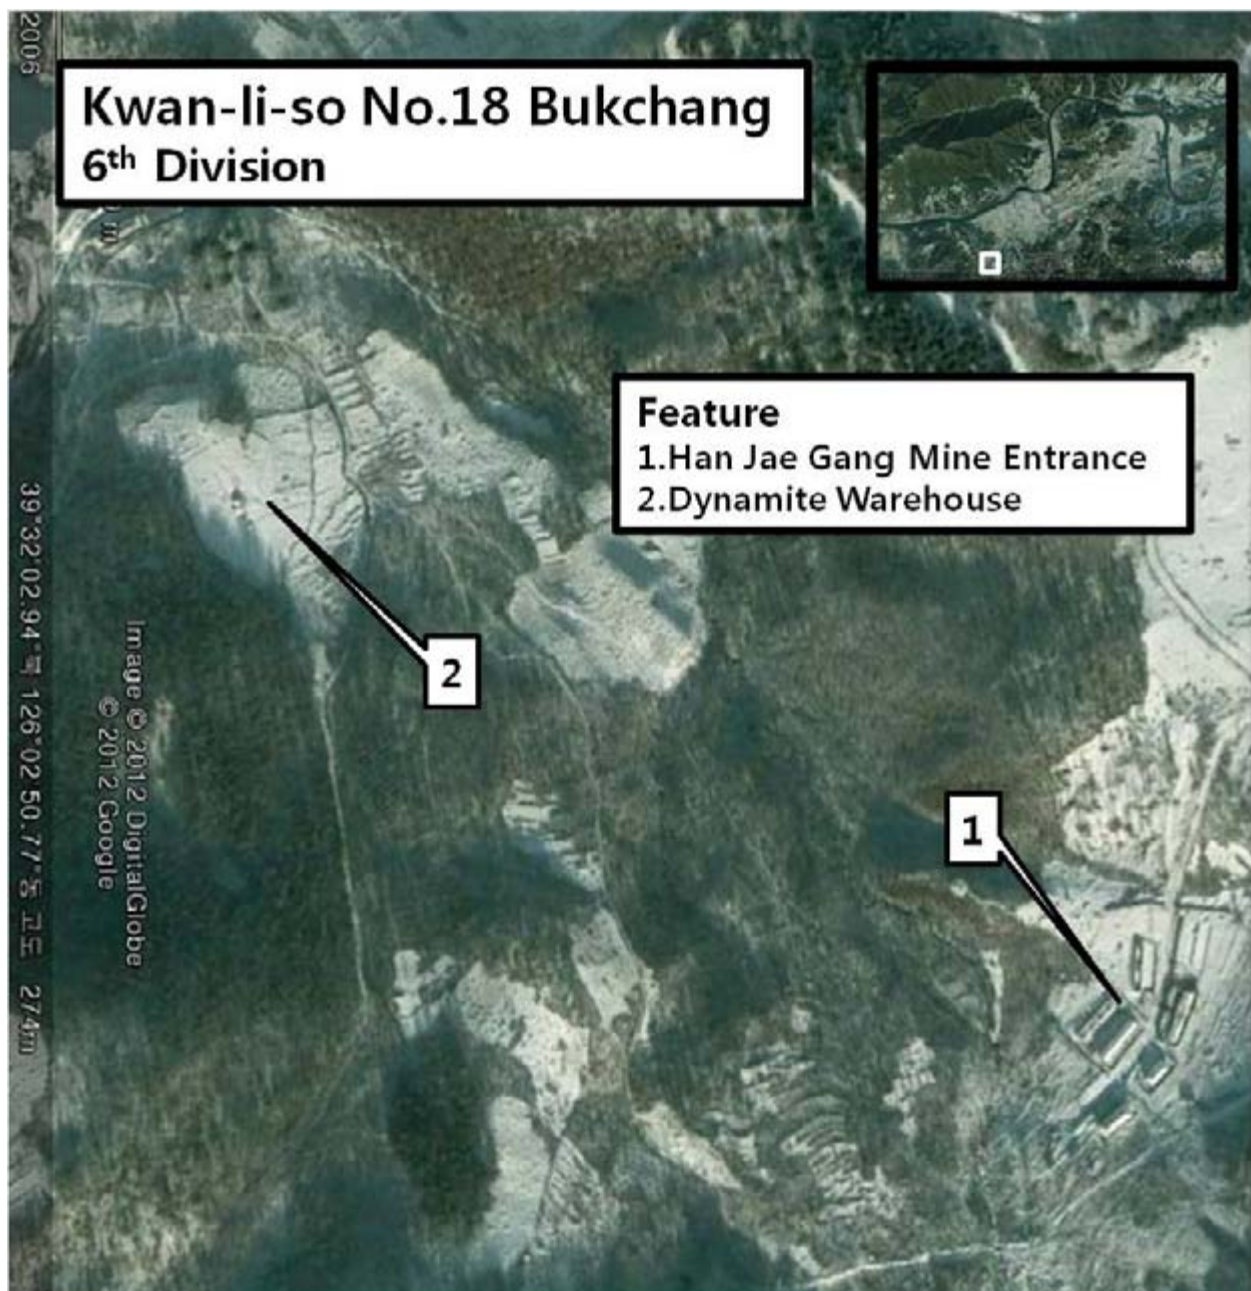 2006
Kwan-li-so No.18 Bukchang
6th Division
Feature
1.Han Jae Gang Mine Entrance
2.Dynamite Warehouse
2
1
Image © 2012 DigitalGlobe
© 2012 Google
39°32'02.94"북 126°02'50.77"동 고도 274m